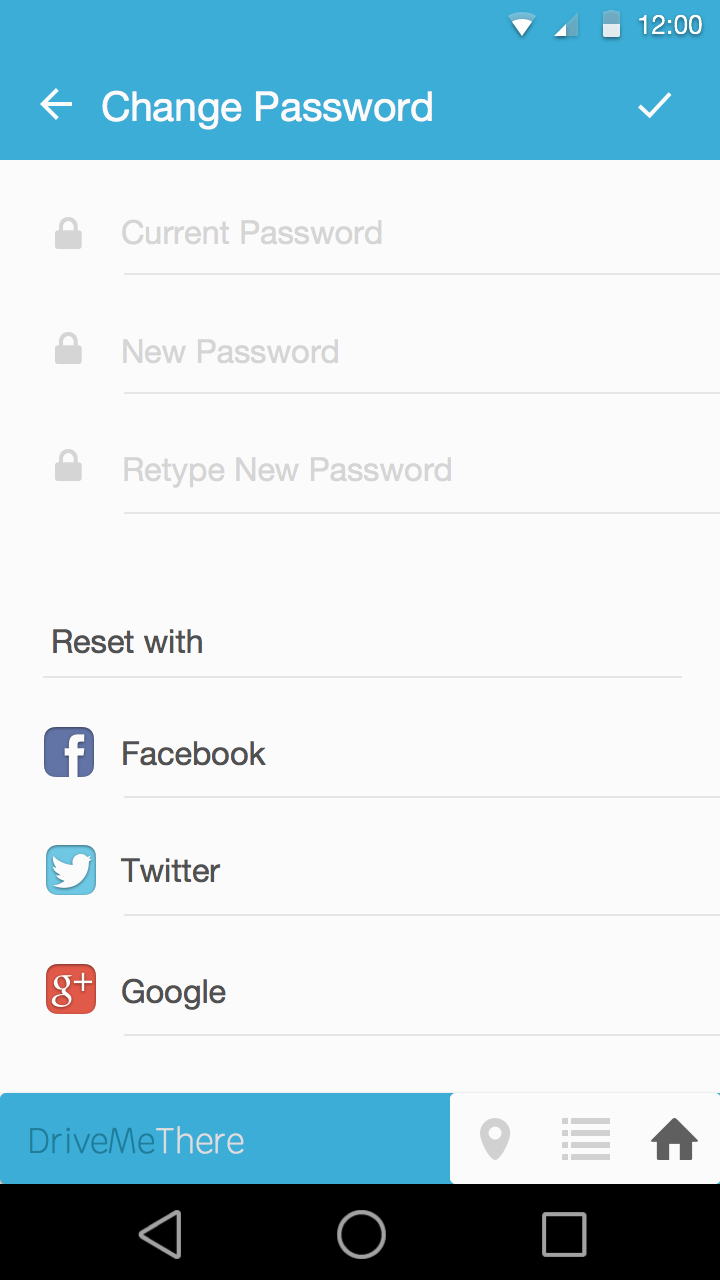 12:00
Change Password
Current Password
New Password
Retype New Password
Reset with
Facebook
Twitter
g+ Google
DriveMeThere